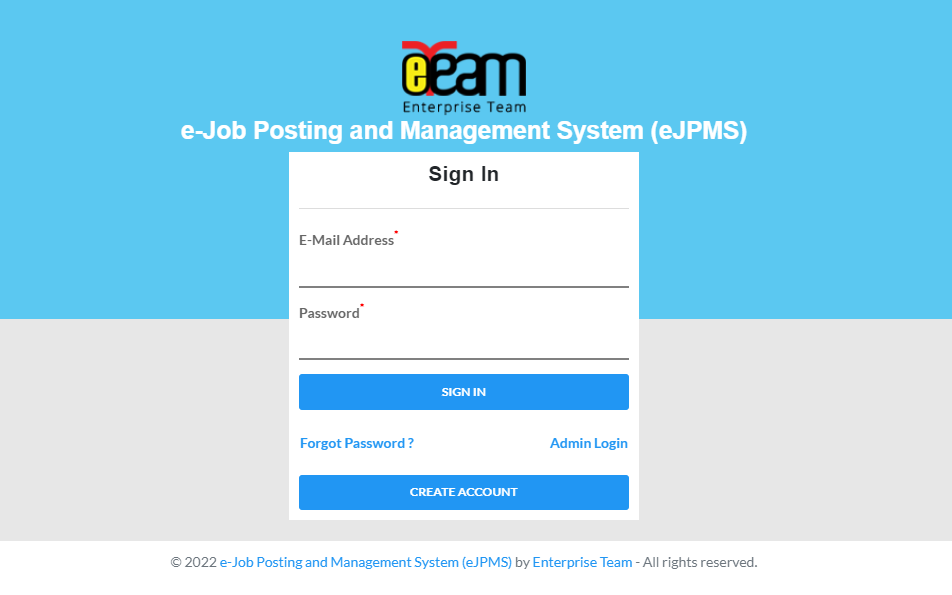 eTeam
Enterprise Team
e-Job Posting and Management System (eJPMS)
Sign In
E-Mail Address*
Password*
SIGN IN
Forgot Password ? Admin Login
CREATE ACCOUNT
© 2022 e-Job Posting and Management System (eJPMS) by Enterprise Team - All rights reserved.